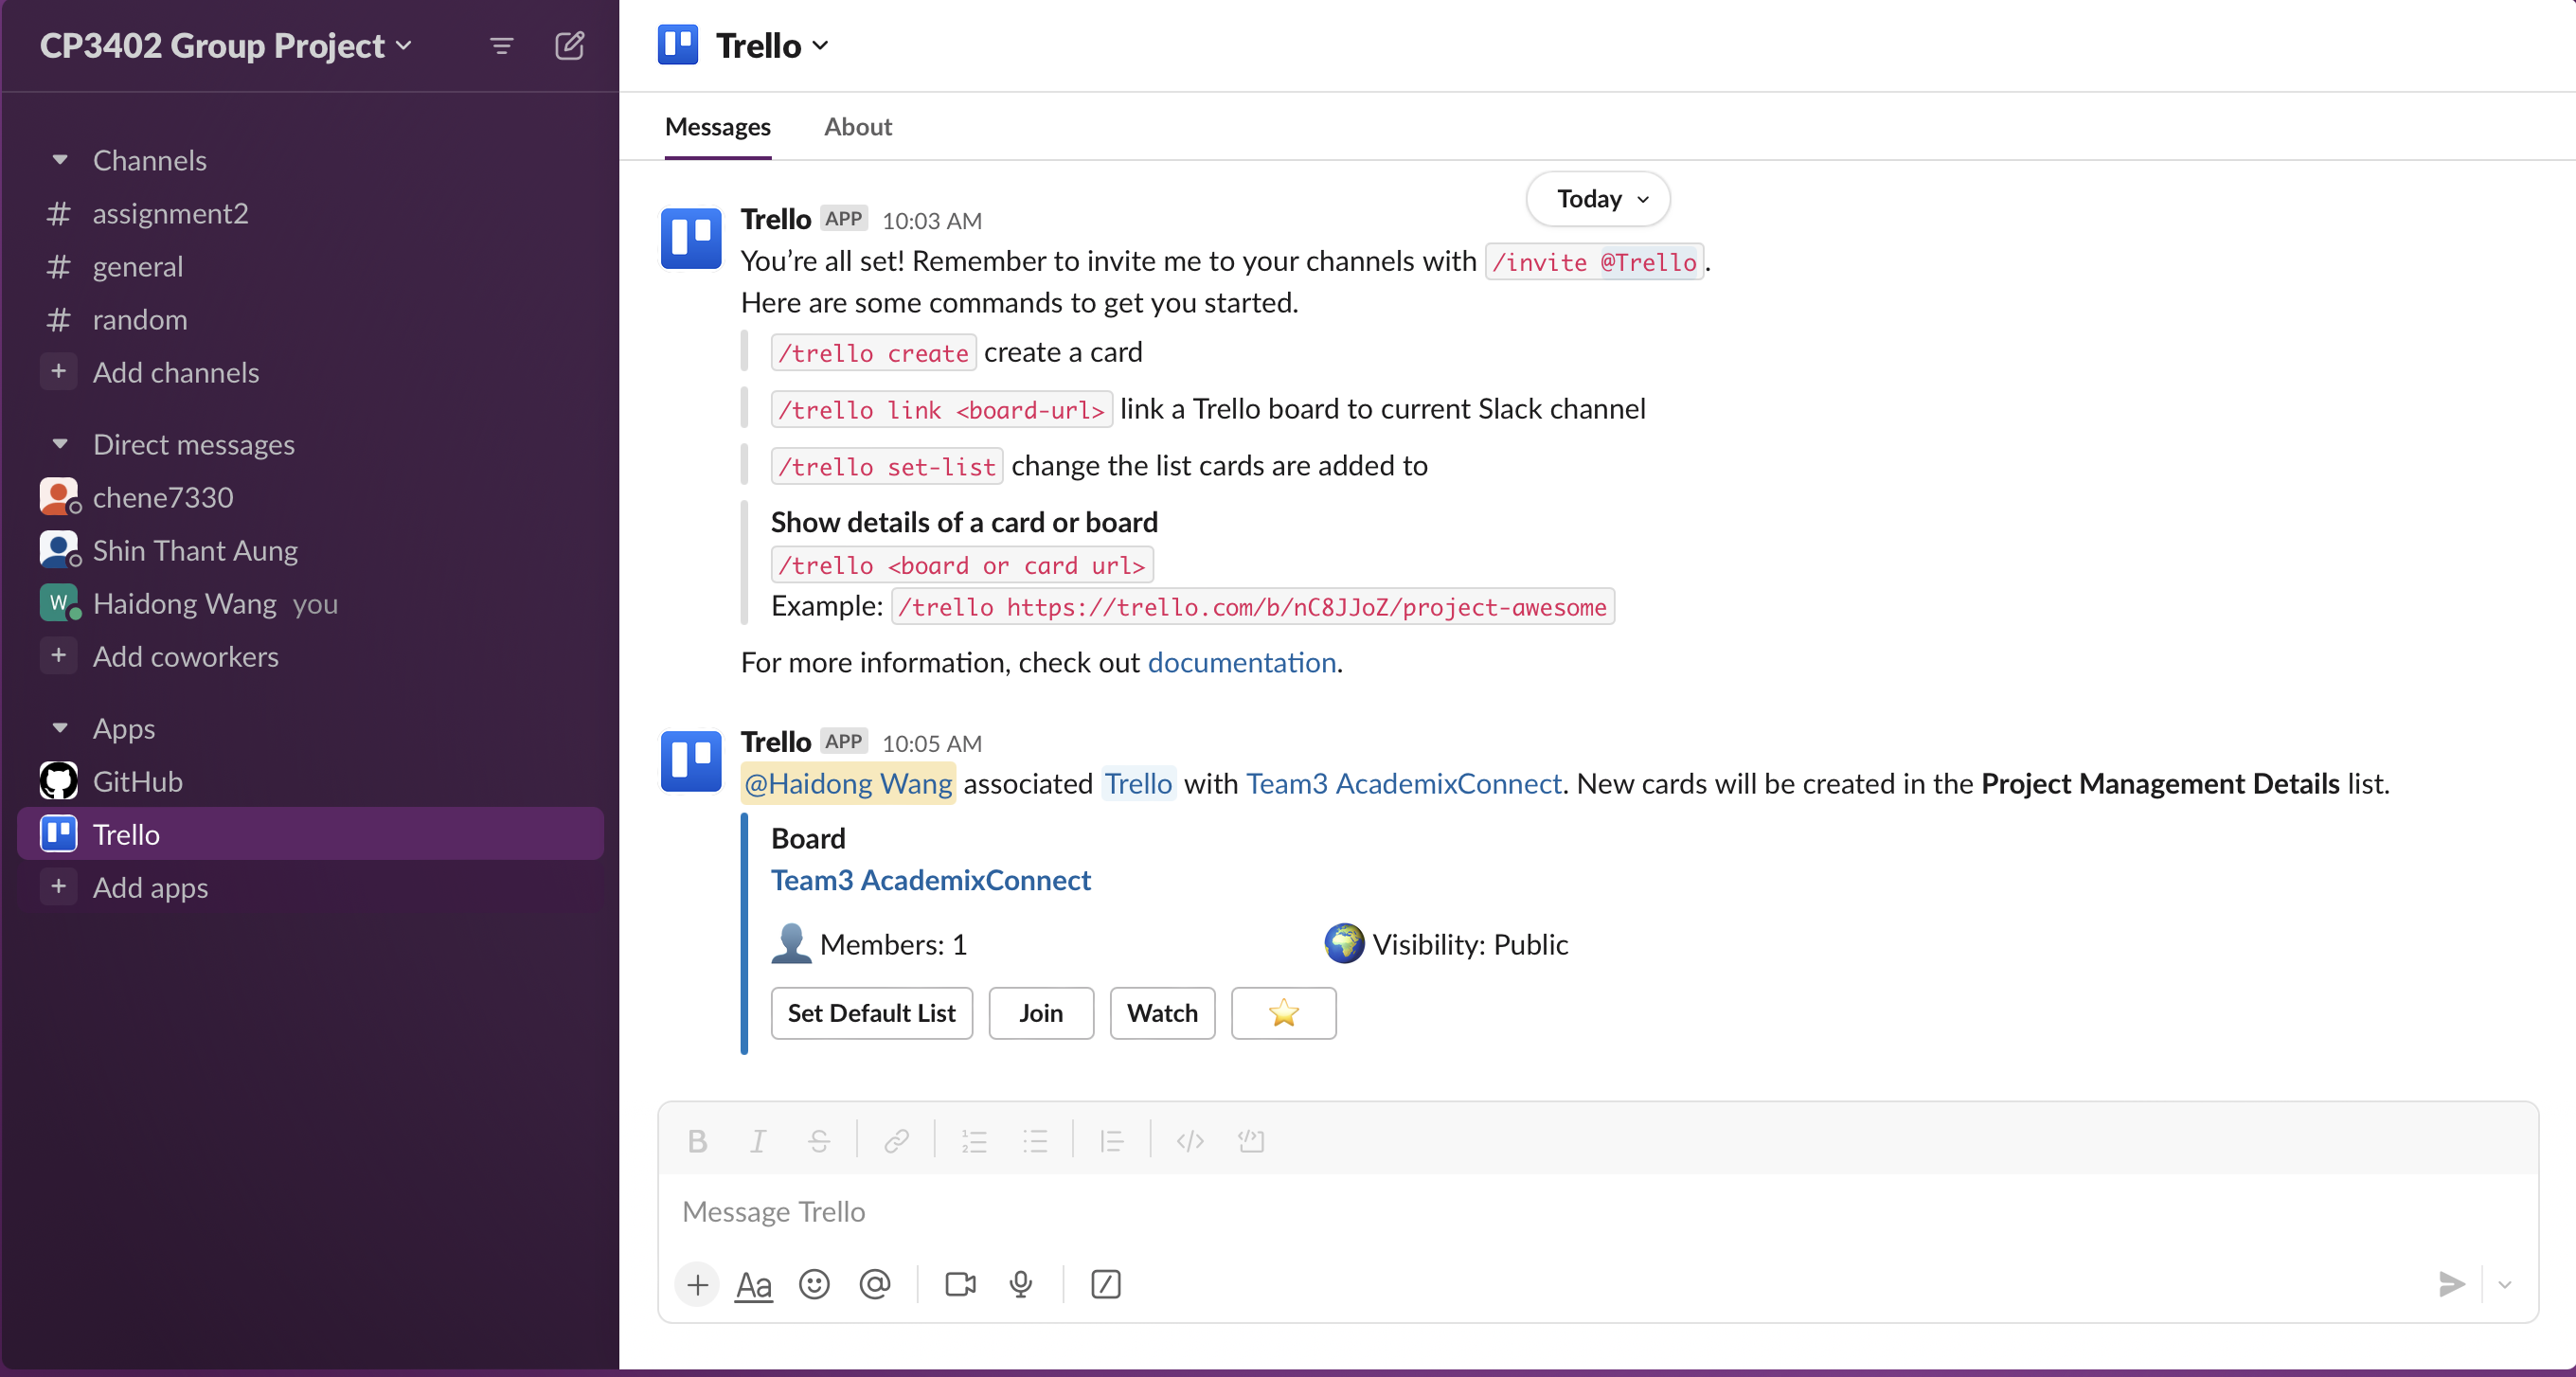 CP3402 Group Project
Channels
# assignment2
# general
# random
+ Add channels
Direct messages
chene7330
Shin Thant Aung
W Haidong Wang you
+ Add coworkers
Apps
GitHub
Trello
+ Add apps
Trello
Messages About
Today
Trello APP 10:03 AM
You’re all set! Remember to invite me to your channels with /invite @Trello.
Here are some commands to get you started.
/trello create create a card
/trello link <board-url> link a Trello board to current Slack channel
/trello set-list change the list cards are added to
Show details of a card or board
/trello <board or card url>
Example: /trello https://trello.com/b/nC8JJoZ/project-awesome
For more information, check out documentation.
Trello APP 10:05 AM
@Haidong Wang associated Trello with Team3 AcademixConnect. New cards will be created in the Project Management Details list.
Board
Team3 AcademixConnect
Members: 1 Visibility: Public
Set Default List Join Watch
B I S
Message Trello
+ Aa @